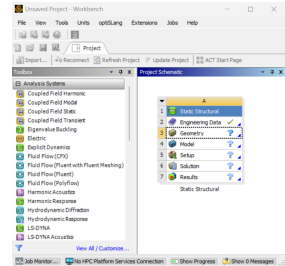 Unsaved Project - Workbench
File View Tools Units optiSLang Extensions Jobs Help
Project
Import... Reconnect Refresh Project Update Project ACT Start Page
Toolbox
Project Schematic
Analysis Systems
Coupled Field Harmonic
Coupled Field Modal
Coupled Field Static
Coupled Field Transient
Eigenvalue Buckling
Electric
Explicit Dynamics
Fluid Flow (CFX)
Fluid Flow (Fluent with Fluent Meshing)
Fluid Flow (Fluent)
Fluid Flow (Polyflow)
Harmonic Acoustics
Harmonic Response
Hydrodynamic Diffraction
Hydrodynamic Response
LS-DYNA
LS-DYNA Acoustics
View All / Customize...
A
1 Static Structural
2 Engineering Data
3 Geometry
4 Model
5 Setup
6 Solution
7 Results
Static Structural
Job Monitor... No HPC Platform Services Connection Show Progress Show 0 Messages